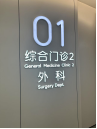 01
综合门诊2
General Medicine Clinic 2
外科
Surgery Dept.